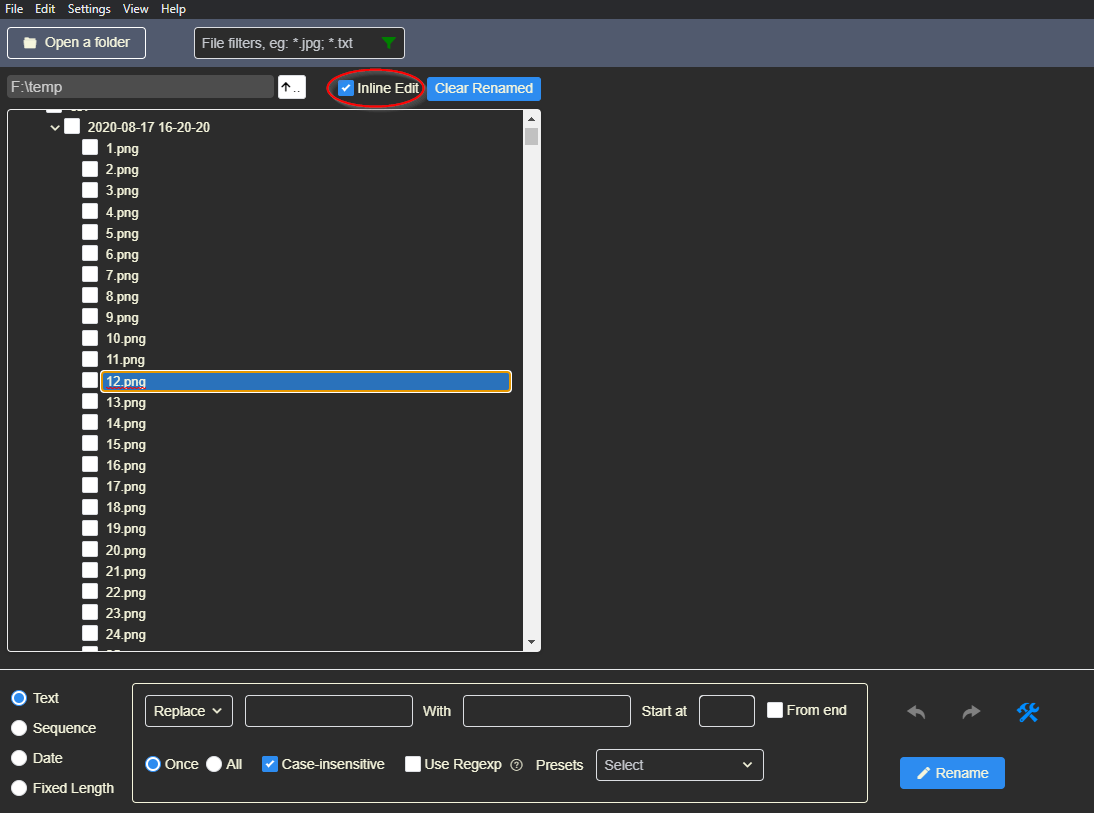 File Edit Settings View Help
Open a folder File filters, eg: *.jpg; *.txt
F:\temp .. Inline Edit Clear Renamed
2020-08-17 16-20-20
1.png
2.png
3.png
4.png
5.png
6.png
7.png
8.png
9.png
10.png
11.png
12.png
13.png
14.png
15.png
16.png
17.png
18.png
19.png
20.png
21.png
22.png
23.png
24.png
Text
Replace With Start at From end
Sequence
Date
Once All Case-insensitive Use Regexp ? Presets Select
Rename
Fixed Length